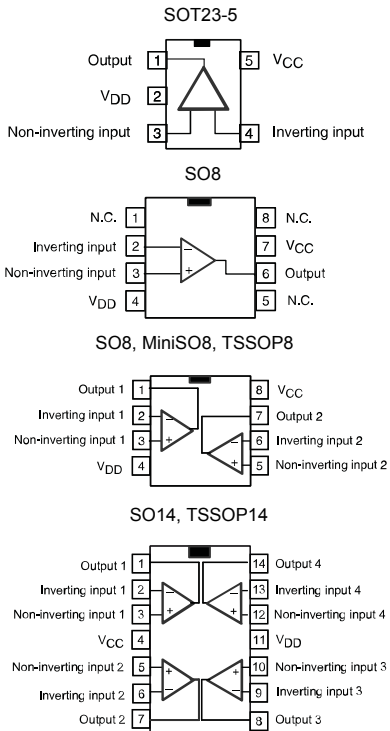 SOT23-5
Output 1 5 VCC
VDD 2
Non-inverting input 3 4 Inverting input
SO8
N.C. 1 8 N.C.
Inverting input 2 − 7 VCC
Non-inverting input 3 + 6 Output
VDD 4 5 N.C.
SO8, MiniSO8, TSSOP8
Output 1 1 8 VCC
Inverting input 1 2 − 7 Output 2
Non-inverting input 1 3 + − 6 Inverting input 2
VDD 4 + 5 Non-inverting input 2
SO14, TSSOP14
Output 1 1 14 Output 4
Inverting input 1 2 − − 13 Inverting input 4
Non-inverting input 1 3 + + 12 Non-inverting input 4
VCC 4 11 VDD
Non-inverting input 2 5 + + 10 Non-inverting input 3
Inverting input 2 6 − − 9 Inverting input 3
Output 2 7 8 Output 3